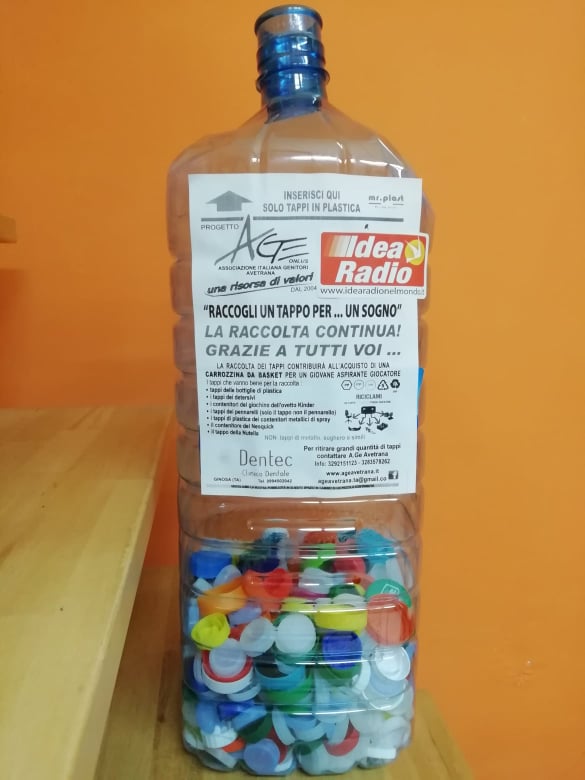 INSERISCI QUI
SOLO TAPPI IN PLASTICA
mr.plast
PROGETTO
AGE
ONLUS
ASSOCIAZIONE ITALIANA GENITORI
AVETRANA
una risorsa di valori
DAL 2004
Idea
Radio
www.idearadionelmondo.it
"RACCOGLI UN TAPPO PER ... UN SOGNO"
LA RACCOLTA CONTINUA!
GRAZIE A TUTTI VOI ...
LA RACCOLTA DEI TAPPI CONTRIBUIRÀ ALL'ACQUISTO DI UNA
CARROZZINA DA BASKET PER UN GIOVANE ASPIRANTE GIOCATORE
I tappi che vanno bene per la raccolta :
• tappi delle bottiglie di plastica
• i tappi dei detersivi
• i contenitori dei giochine dell'ovetto Kinder
• i tappi dei pennarelli (solo il tappo non il pennarello)
• i tappi di plastica dei contenitori metallici di spray
• il contenitore del Nesquick
• il tappo della Nutella
RICICLAMI
NON: tappi di metallo, sughero e simili
Per ritirare grandi quantità di tappi
contattare A.Ge Avetrana
Info: 3292151123 - 3283578262
www.ageavetrana.it
ageavetrana.ta@gmail.co
Dentec
Clinica Dentale
GINOSA (TA)